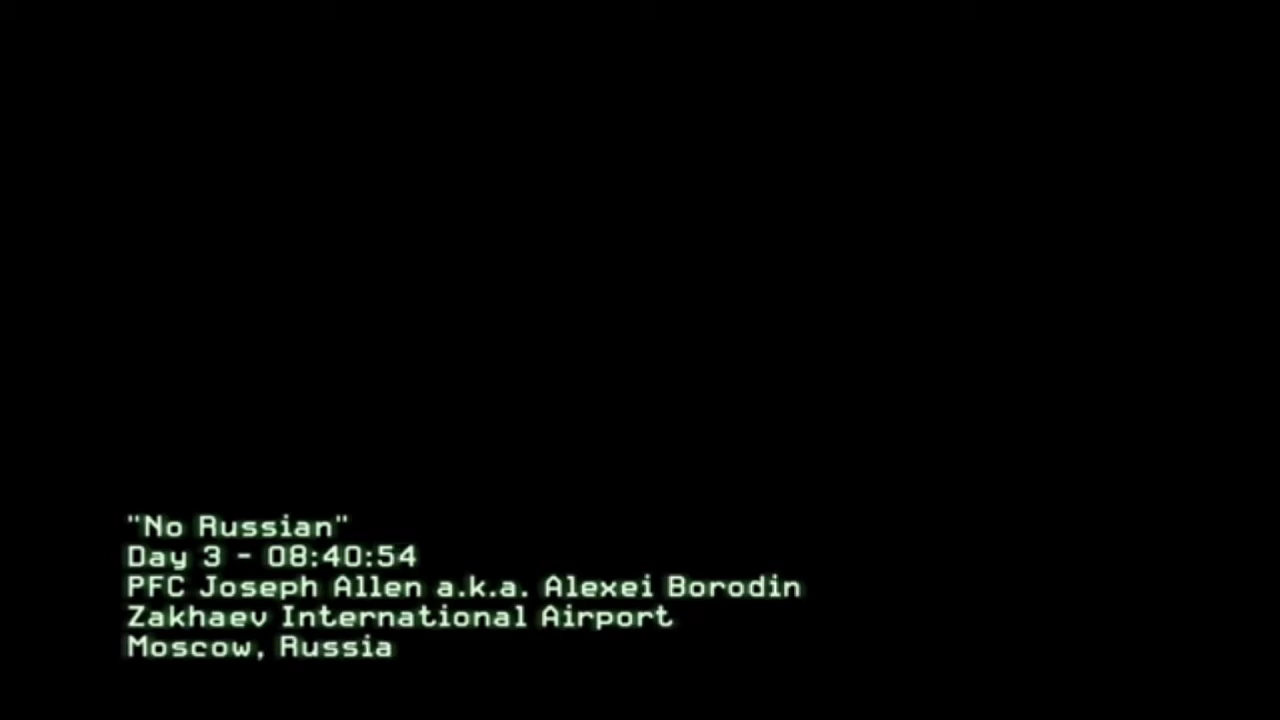 "No Russian"
Day 3 - 08:40:54
PFC Joseph Allen a.k.a. Alexei Borodin
Zakhaev International Airport
Moscow, Russia